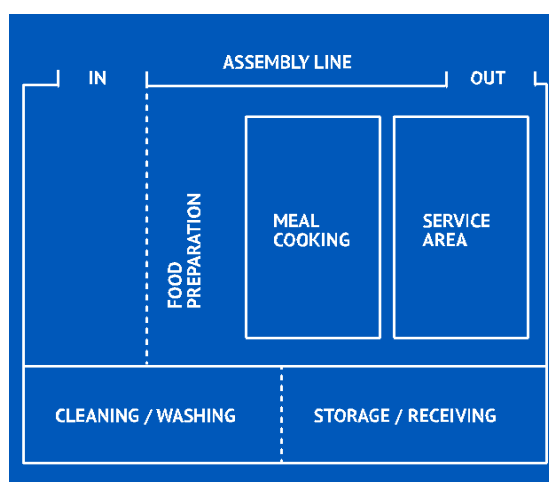 ASSEMBLY LINE
IN
OUT
FOOD
PREPARATION
MEAL
COOKING
SERVICE
AREA
CLEANING / WASHING
STORAGE / RECEIVING